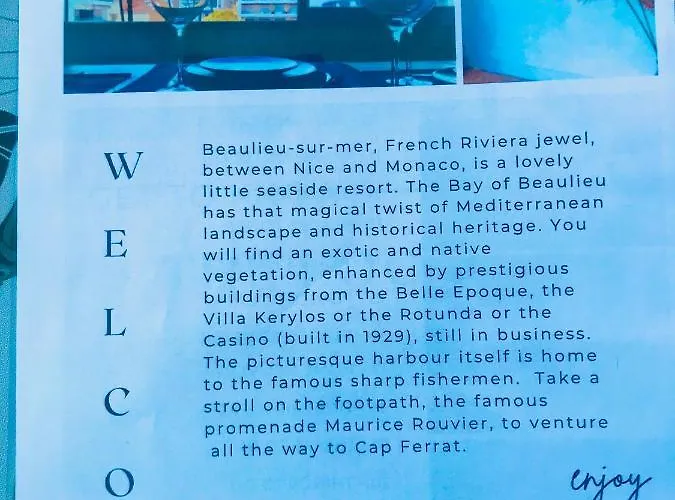 W
E
L
C
O
Beaulieu-sur-mer, French Riviera jewel,
between Nice and Monaco, is a lovely
little seaside resort. The Bay of Beaulieu
has that magical twist of Mediterranean
landscape and historical heritage. You
will find an exotic and native
vegetation, enhanced by prestigious
buildings from the Belle Epoque, the
Villa Kerylos or the Rotunda or the
Casino (built in 1929), still in business.
The picturesque harbour itself is home
to the famous sharp fishermen. Take a
stroll on the footpath, the famous
promenade Maurice Rouvier, to venture
all the way to Cap Ferrat.
enjoy